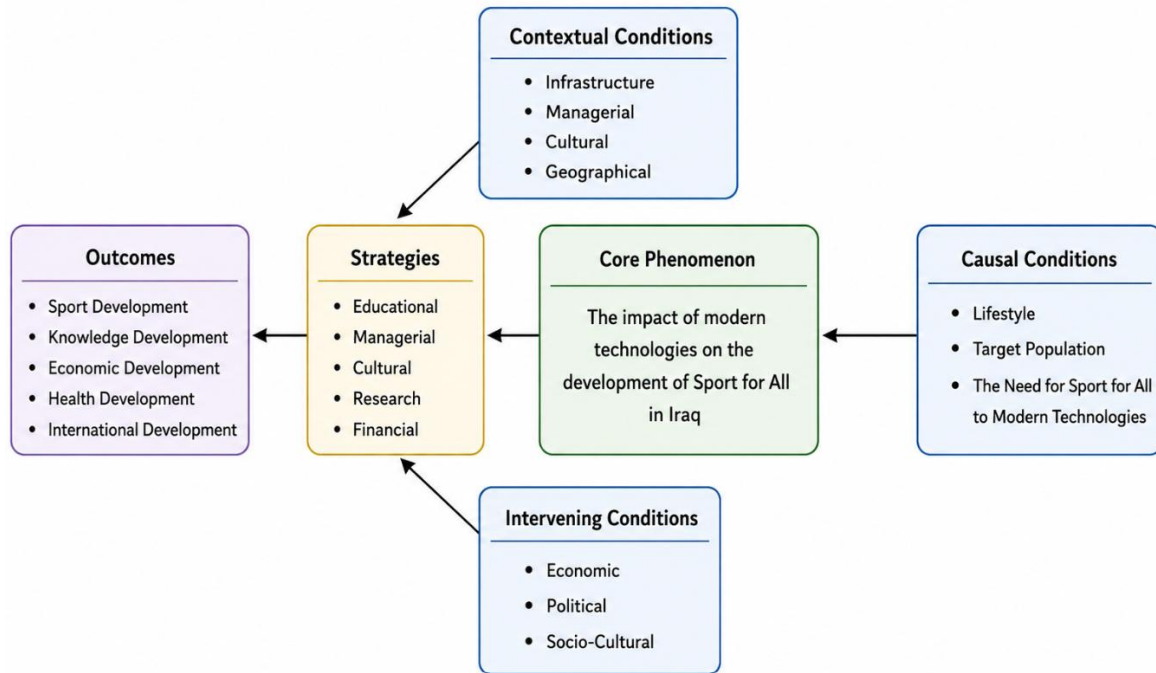 Contextual Conditions
• Infrastructure
• Managerial
• Cultural
• Geographical
Outcomes
• Sport Development
• Knowledge Development
• Economic Development
• Health Development
• International Development
Strategies
• Educational
• Managerial
• Cultural
• Research
• Financial
Core Phenomenon
The impact of modern
technologies on the
development of Sport for All
in Iraq
Causal Conditions
• Lifestyle
• Target Population
• The Need for Sport for All
to Modern Technologies
Intervening Conditions
• Economic
• Political
• Socio-Cultural